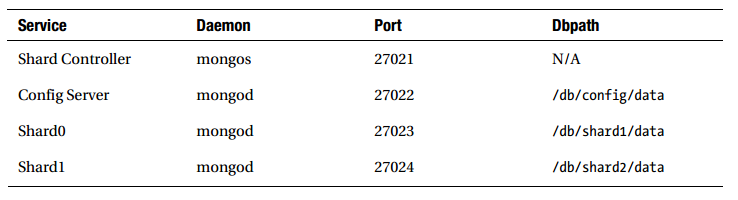 Service Daemon Port Dbpath
Shard Controller mongos 27021 N/A
Config Server mongod 27022 /db/config/data
Shard0 mongod 27023 /db/shard1/data
Shard1 mongod 27024 /db/shard2/data